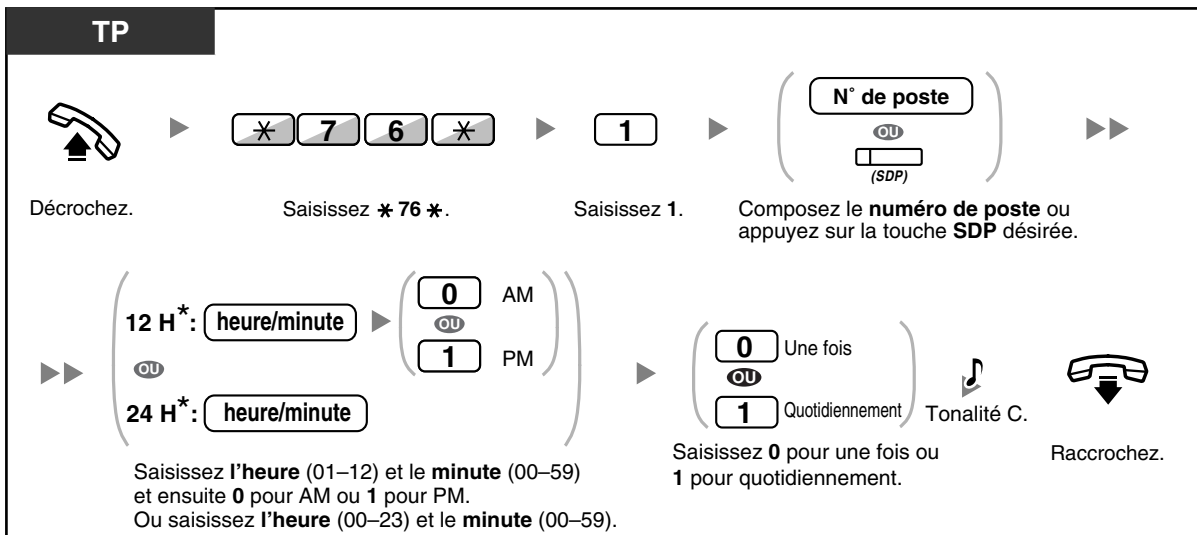 TP
N° de poste
OU
(SDP)
* 7 6 *
1
Décrochez.
Saisissez * 76 *.
Saisissez 1.
Composez le numéro de poste ou
appuyez sur la touche SDP désirée.
12 H*: heure/minute
0 AM
OU
1 PM
OU
24 H*: heure/minute
0 Une fois
OU
1 Quotidiennement
Tonalité C.
Saisissez l'heure (01–12) et le minute (00–59)
et ensuite 0 pour AM ou 1 pour PM.
Ou saisissez l'heure (00–23) et le minute (00–59).
Saisissez 0 pour une fois ou
1 pour quotidiennement.
Raccrochez.